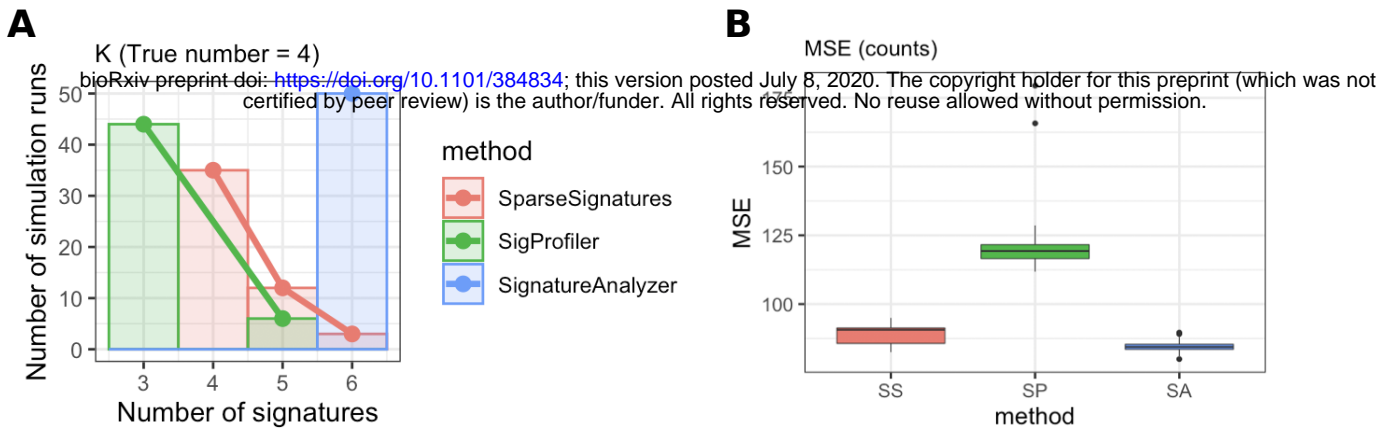 A
B
K (True number = 4)
MSE (counts)
bioRxiv preprint doi: https://doi.org/10.1101/384834; this version posted July 8, 2020. The copyright holder for this preprint (which was not
certified by peer review) is the author/funder. All rights reserved. No reuse allowed without permission.
Number of simulation runs
50
40
30
20
10
0
3 4 5 6
Number of signatures
method
SparseSignatures
SigProfiler
SignatureAnalyzer
MSE
175
150
125
100
SS SP SA
method